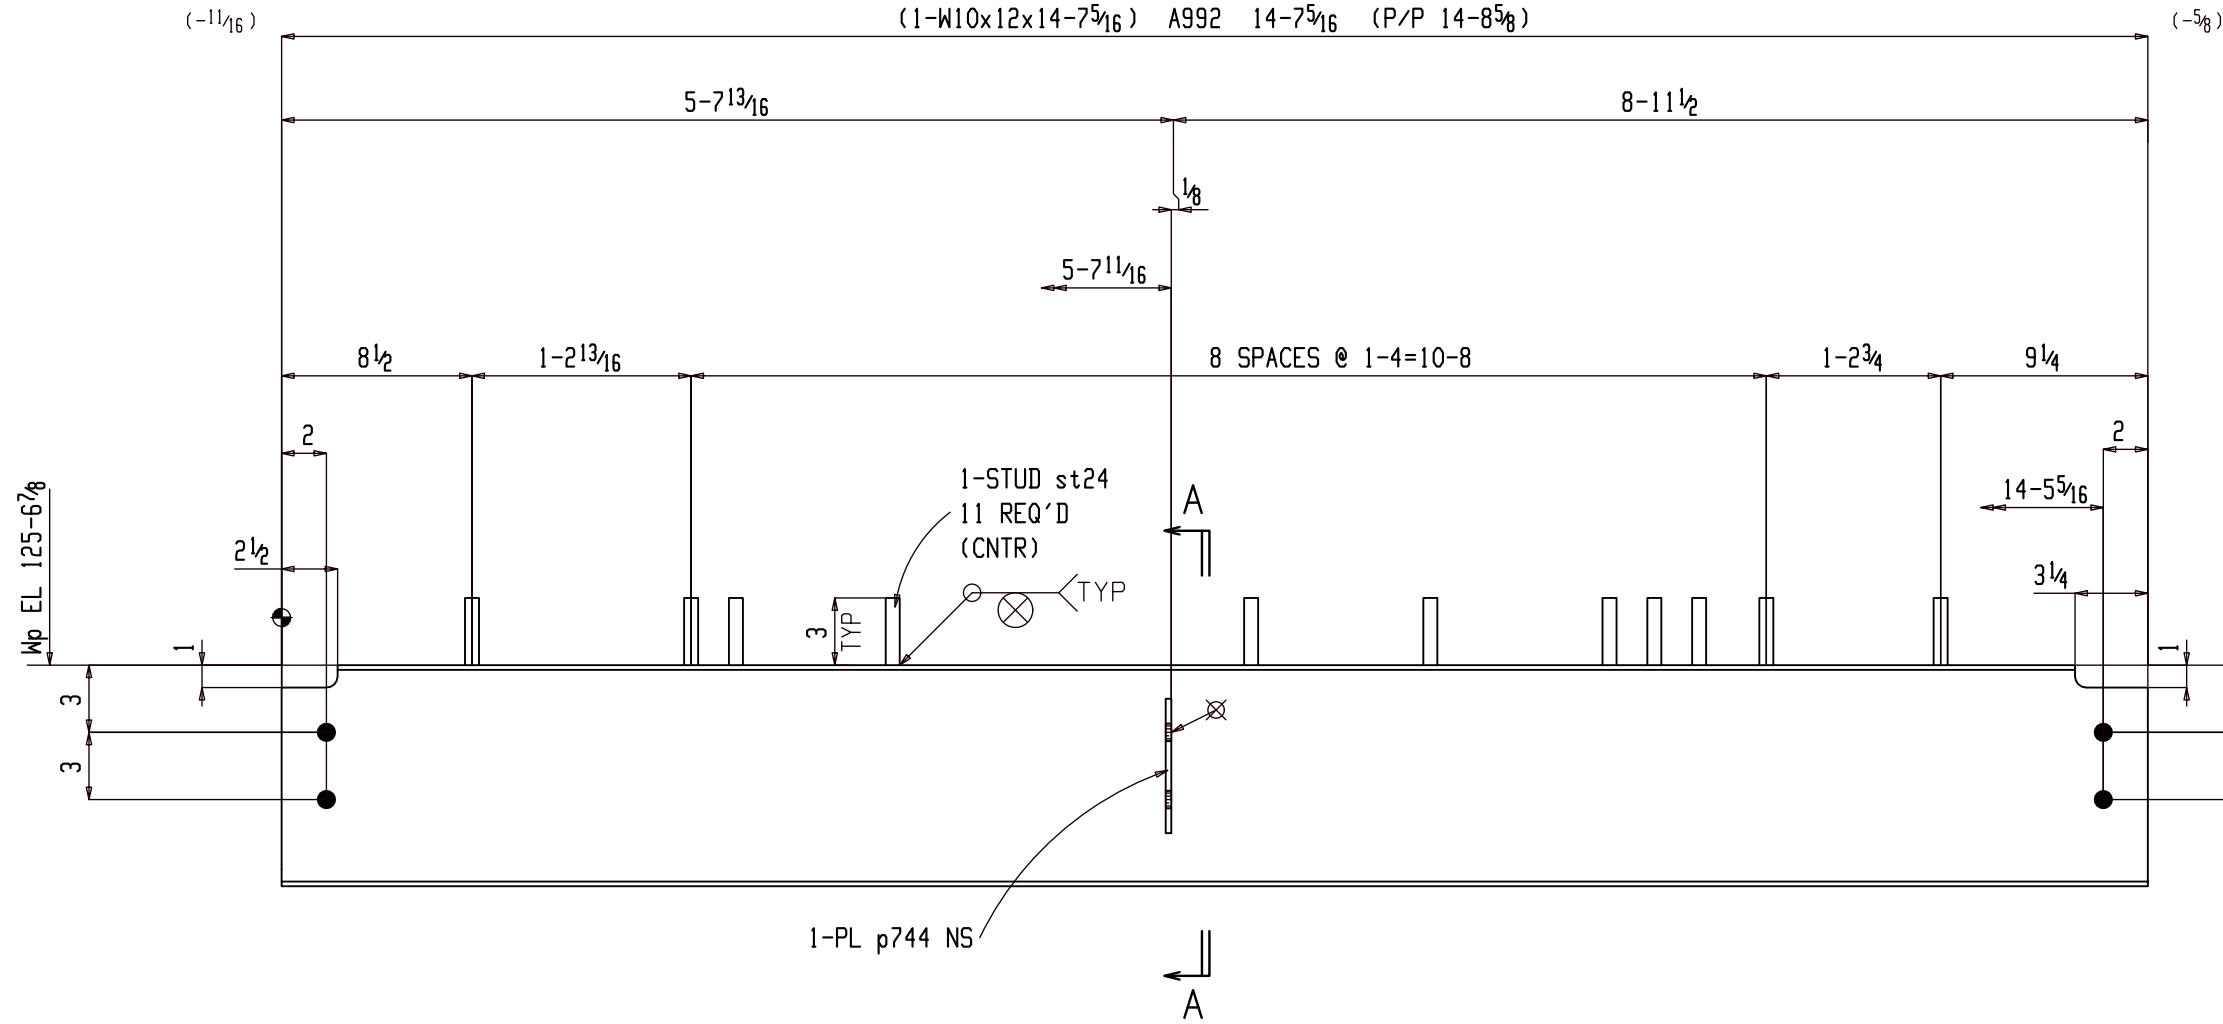 (-11/16)
(1-W10x12x14-7 5/16) A992 14-7 5/16 (P/P 14-8 5/8)
(-5/8)
5-7 13/16
8-11 1/2
1/8
5-7 11/16
8 1/2
1-2 13/16
8 SPACES @ 1-4=10-8
1-2 3/4
9 1/4
2
2
1-STUD st24
11 REQ'D
(CNTR)
A
14-5 5/16
Wp EL 125-6 7/8
2 1/2
3 1/4
TYP
3
TYP
1
1
3
3
1-PL p744 NS
A